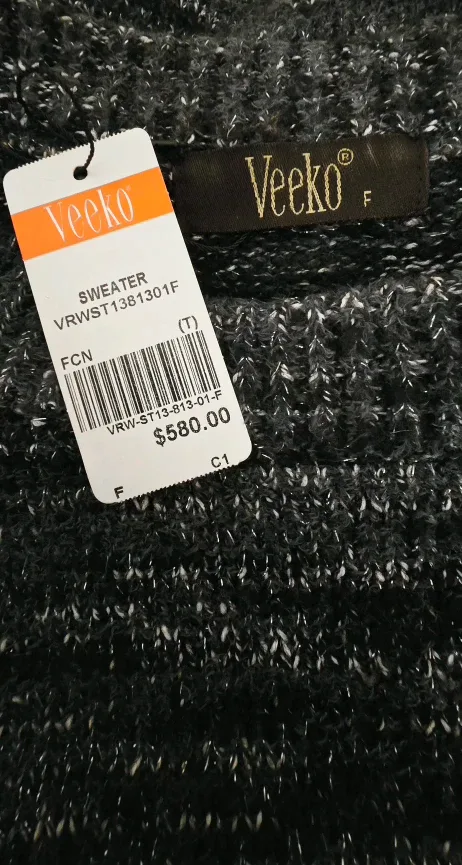 Veeko®
F
Veeko
SWEATER
VRWST1381301F
(T)
FCN
VRW-ST13-813-01-F
$580.00
F C1